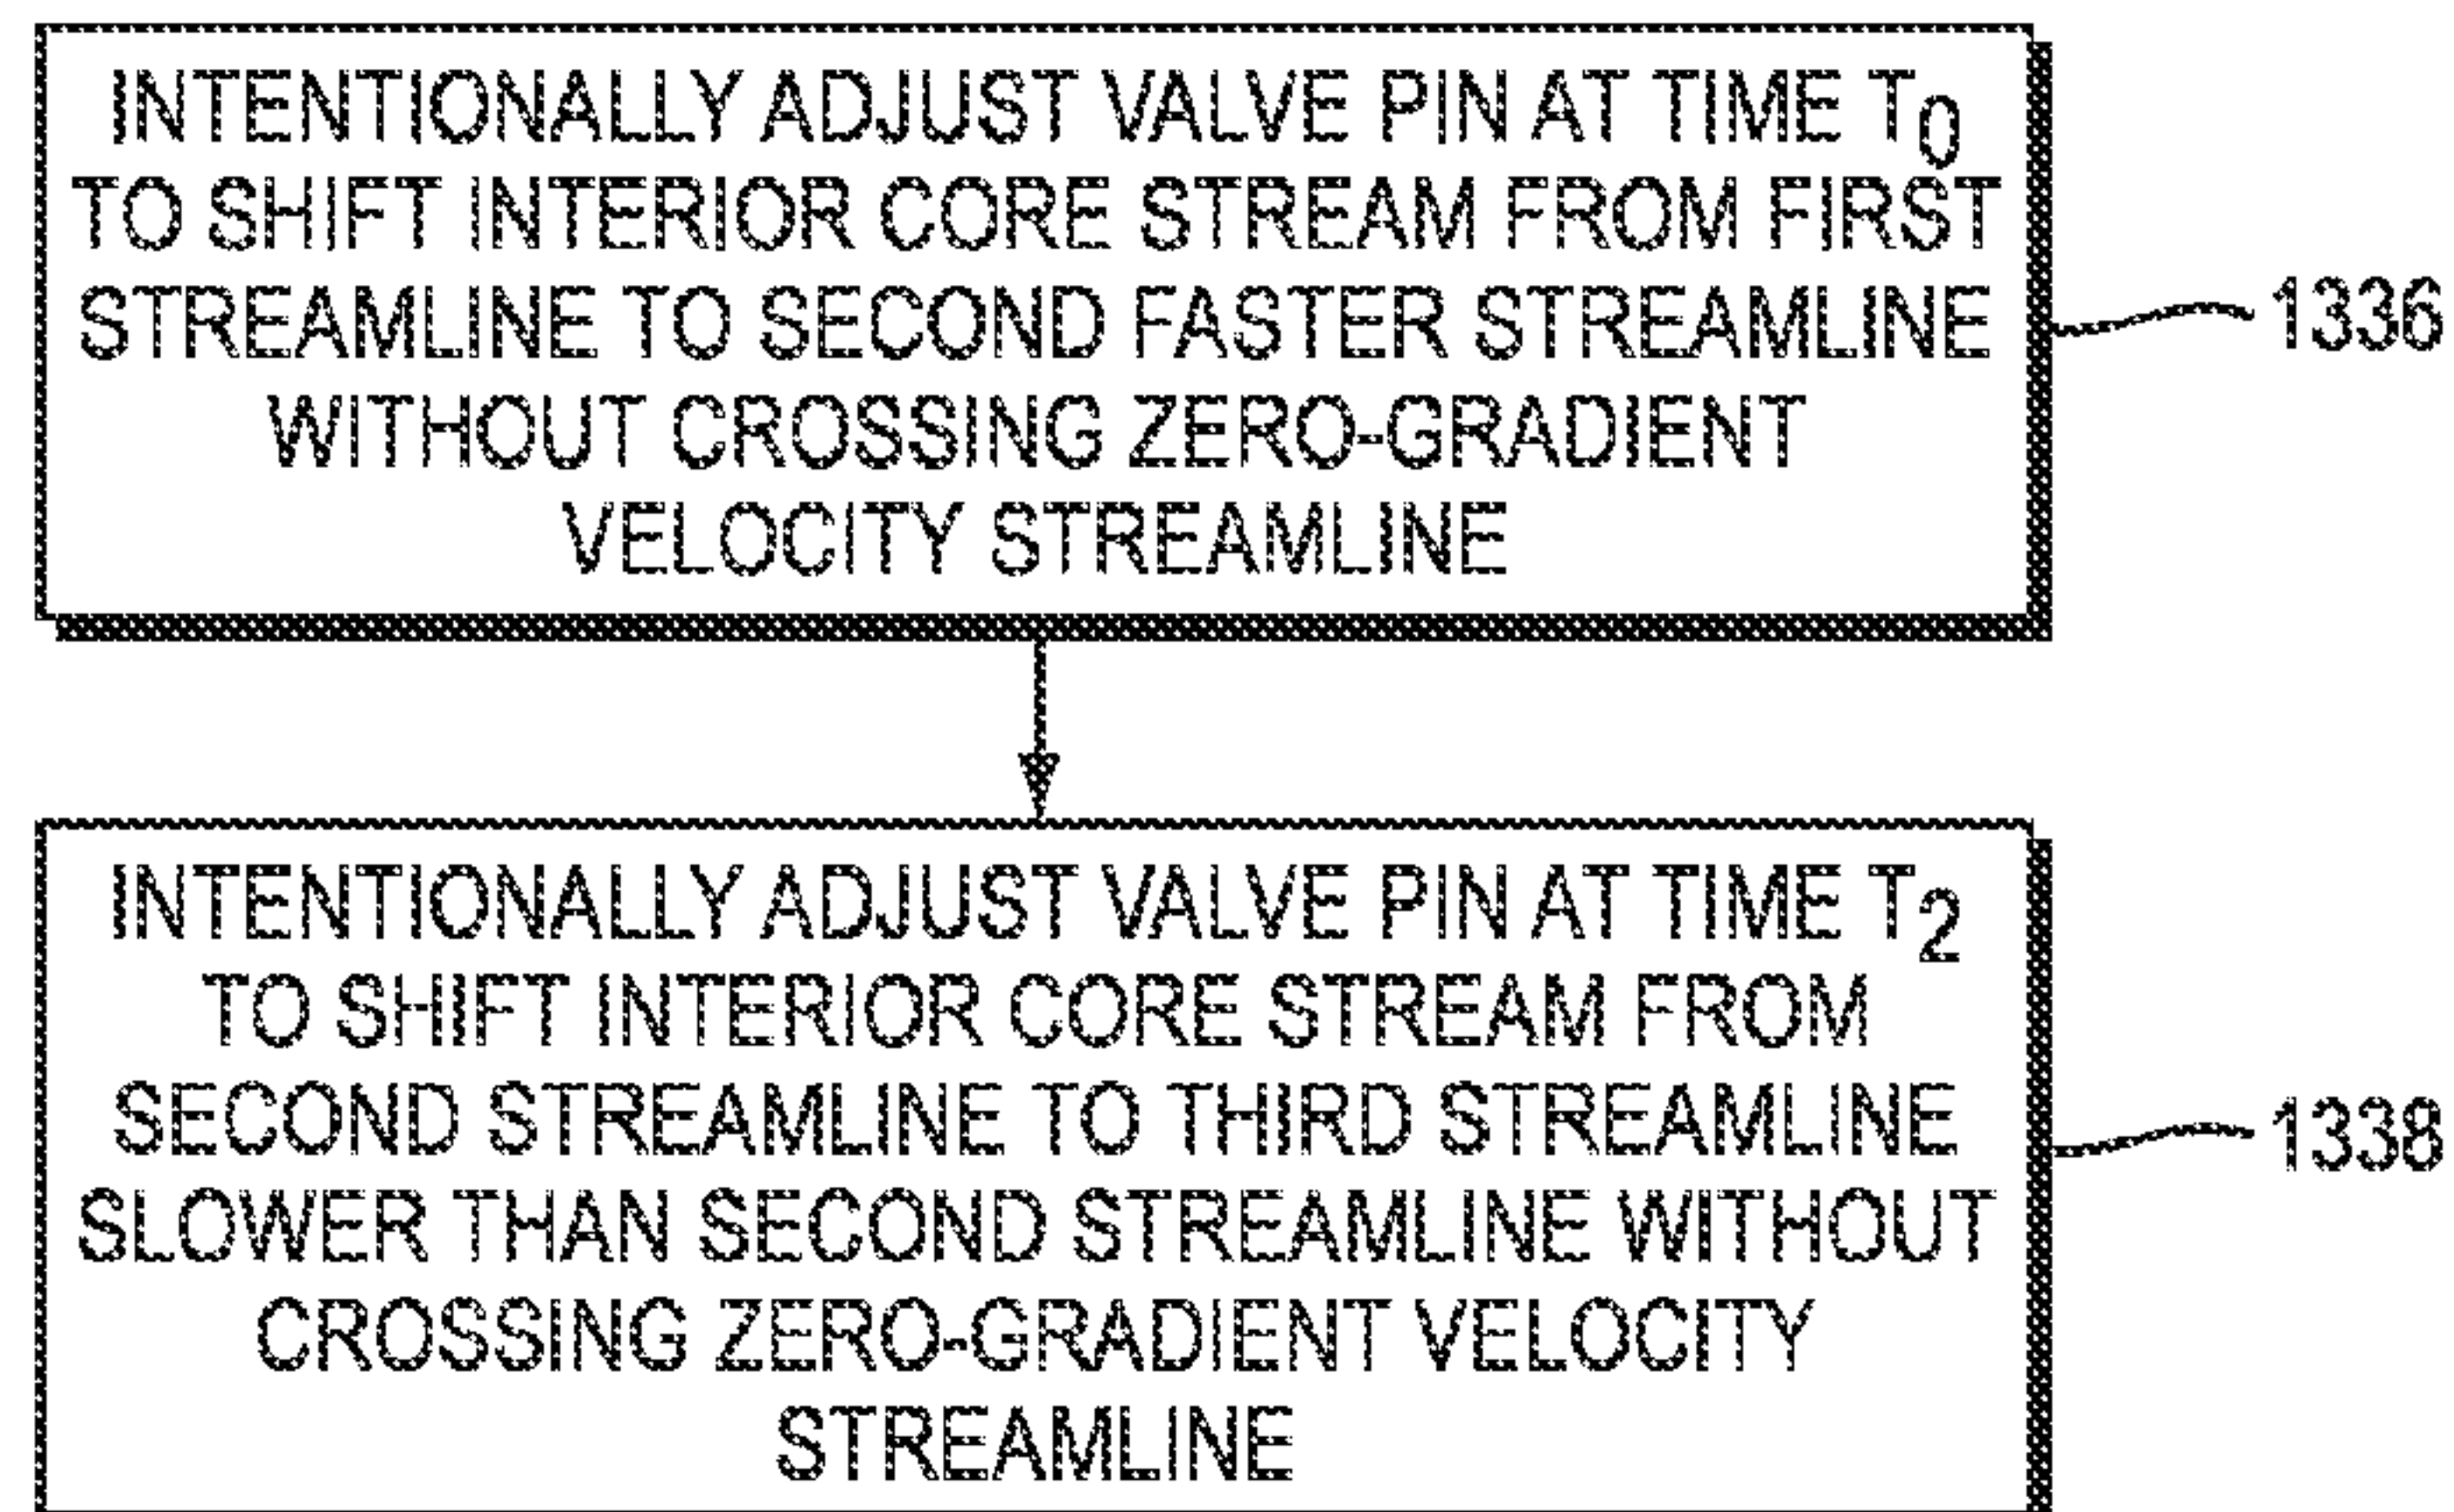 INTENTIONALLY ADJUST VALVE PIN AT TIME T0
TO SHIFT INTERIOR CORE STREAM FROM FIRST
STREAMLINE TO SECOND FASTER STREAMLINE
WITHOUT CROSSING ZERO-GRADIENT
VELOCITY STREAMLINE
1336
INTENTIONALLY ADJUST VALVE PIN AT TIME T2
TO SHIFT INTERIOR CORE STREAM FROM
SECOND STREAMLINE TO THIRD STREAMLINE
SLOWER THAN SECOND STREAMLINE WITHOUT
CROSSING ZERO-GRADIENT VELOCITY
STREAMLINE
1338